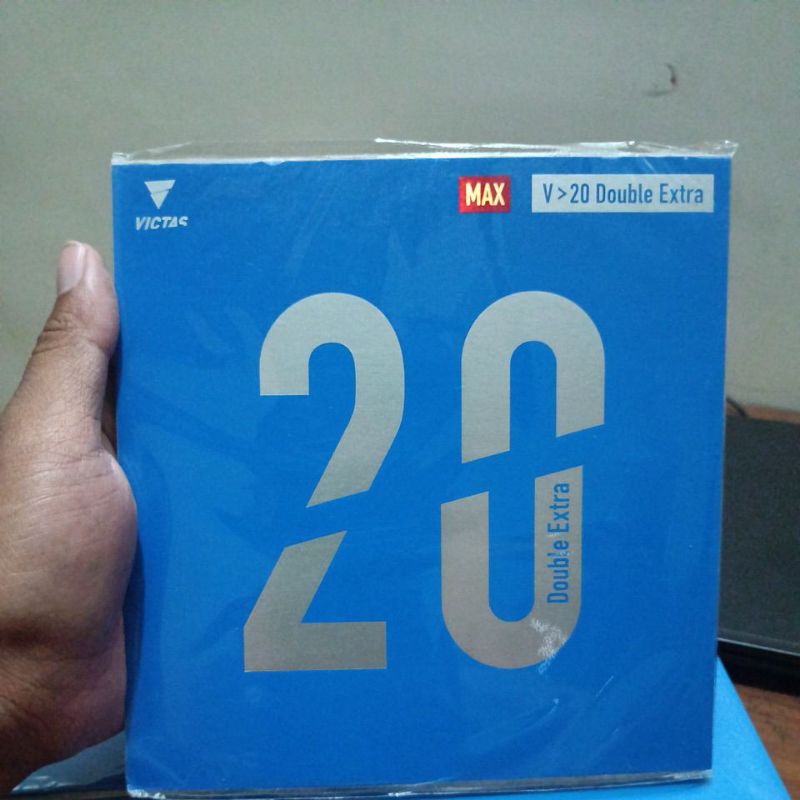 VICTAS
MAX
V>20 Double Extra
20
Double Extra